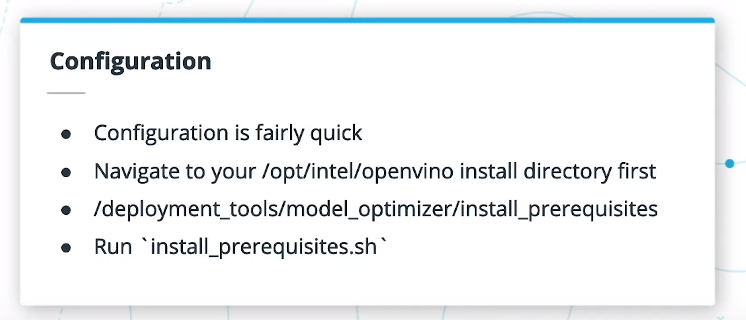 Configuration
● Configuration is fairly quick
● Navigate to your /opt/intel/openvino install directory first
● /deployment_tools/model_optimizer/install_prerequisites
● Run `install_prerequisites.sh`